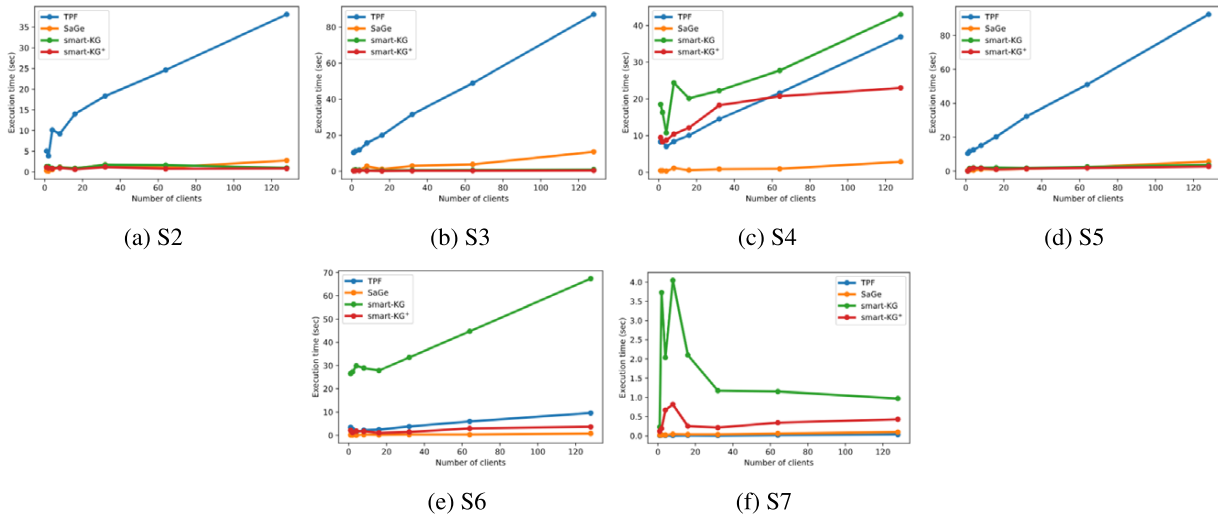 TPF
SaGe
smart-KG
smart-KG+
Execution time (sec)
35
30
25
20
15
10
5
0
0 20 40 60 80 100 120
Number of clients
(a) S2
TPF
SaGe
smart-KG
smart-KG+
Execution time (sec)
80
60
40
20
0
0 20 40 60 80 100 120
Number of clients
(b) S3
TPF
SaGe
smart-KG
smart-KG+
Execution time (sec)
40
30
20
10
0
0 20 40 60 80 100 120
Number of clients
(c) S4
TPF
SaGe
smart-KG
smart-KG+
Execution time (sec)
80
60
40
20
0
0 20 40 60 80 100 120
Number of clients
(d) S5
TPF
SaGe
smart-KG
smart-KG+
Execution time (sec)
70
60
50
40
30
20
10
0
0 20 40 60 80 100 120
Number of clients
(e) S6
TPF
SaGe
smart-KG
smart-KG+
Execution time (sec)
4.0
3.5
3.0
2.5
2.0
1.5
1.0
0.5
0.0
0 20 40 60 80 100 120
Number of clients
(f) S7